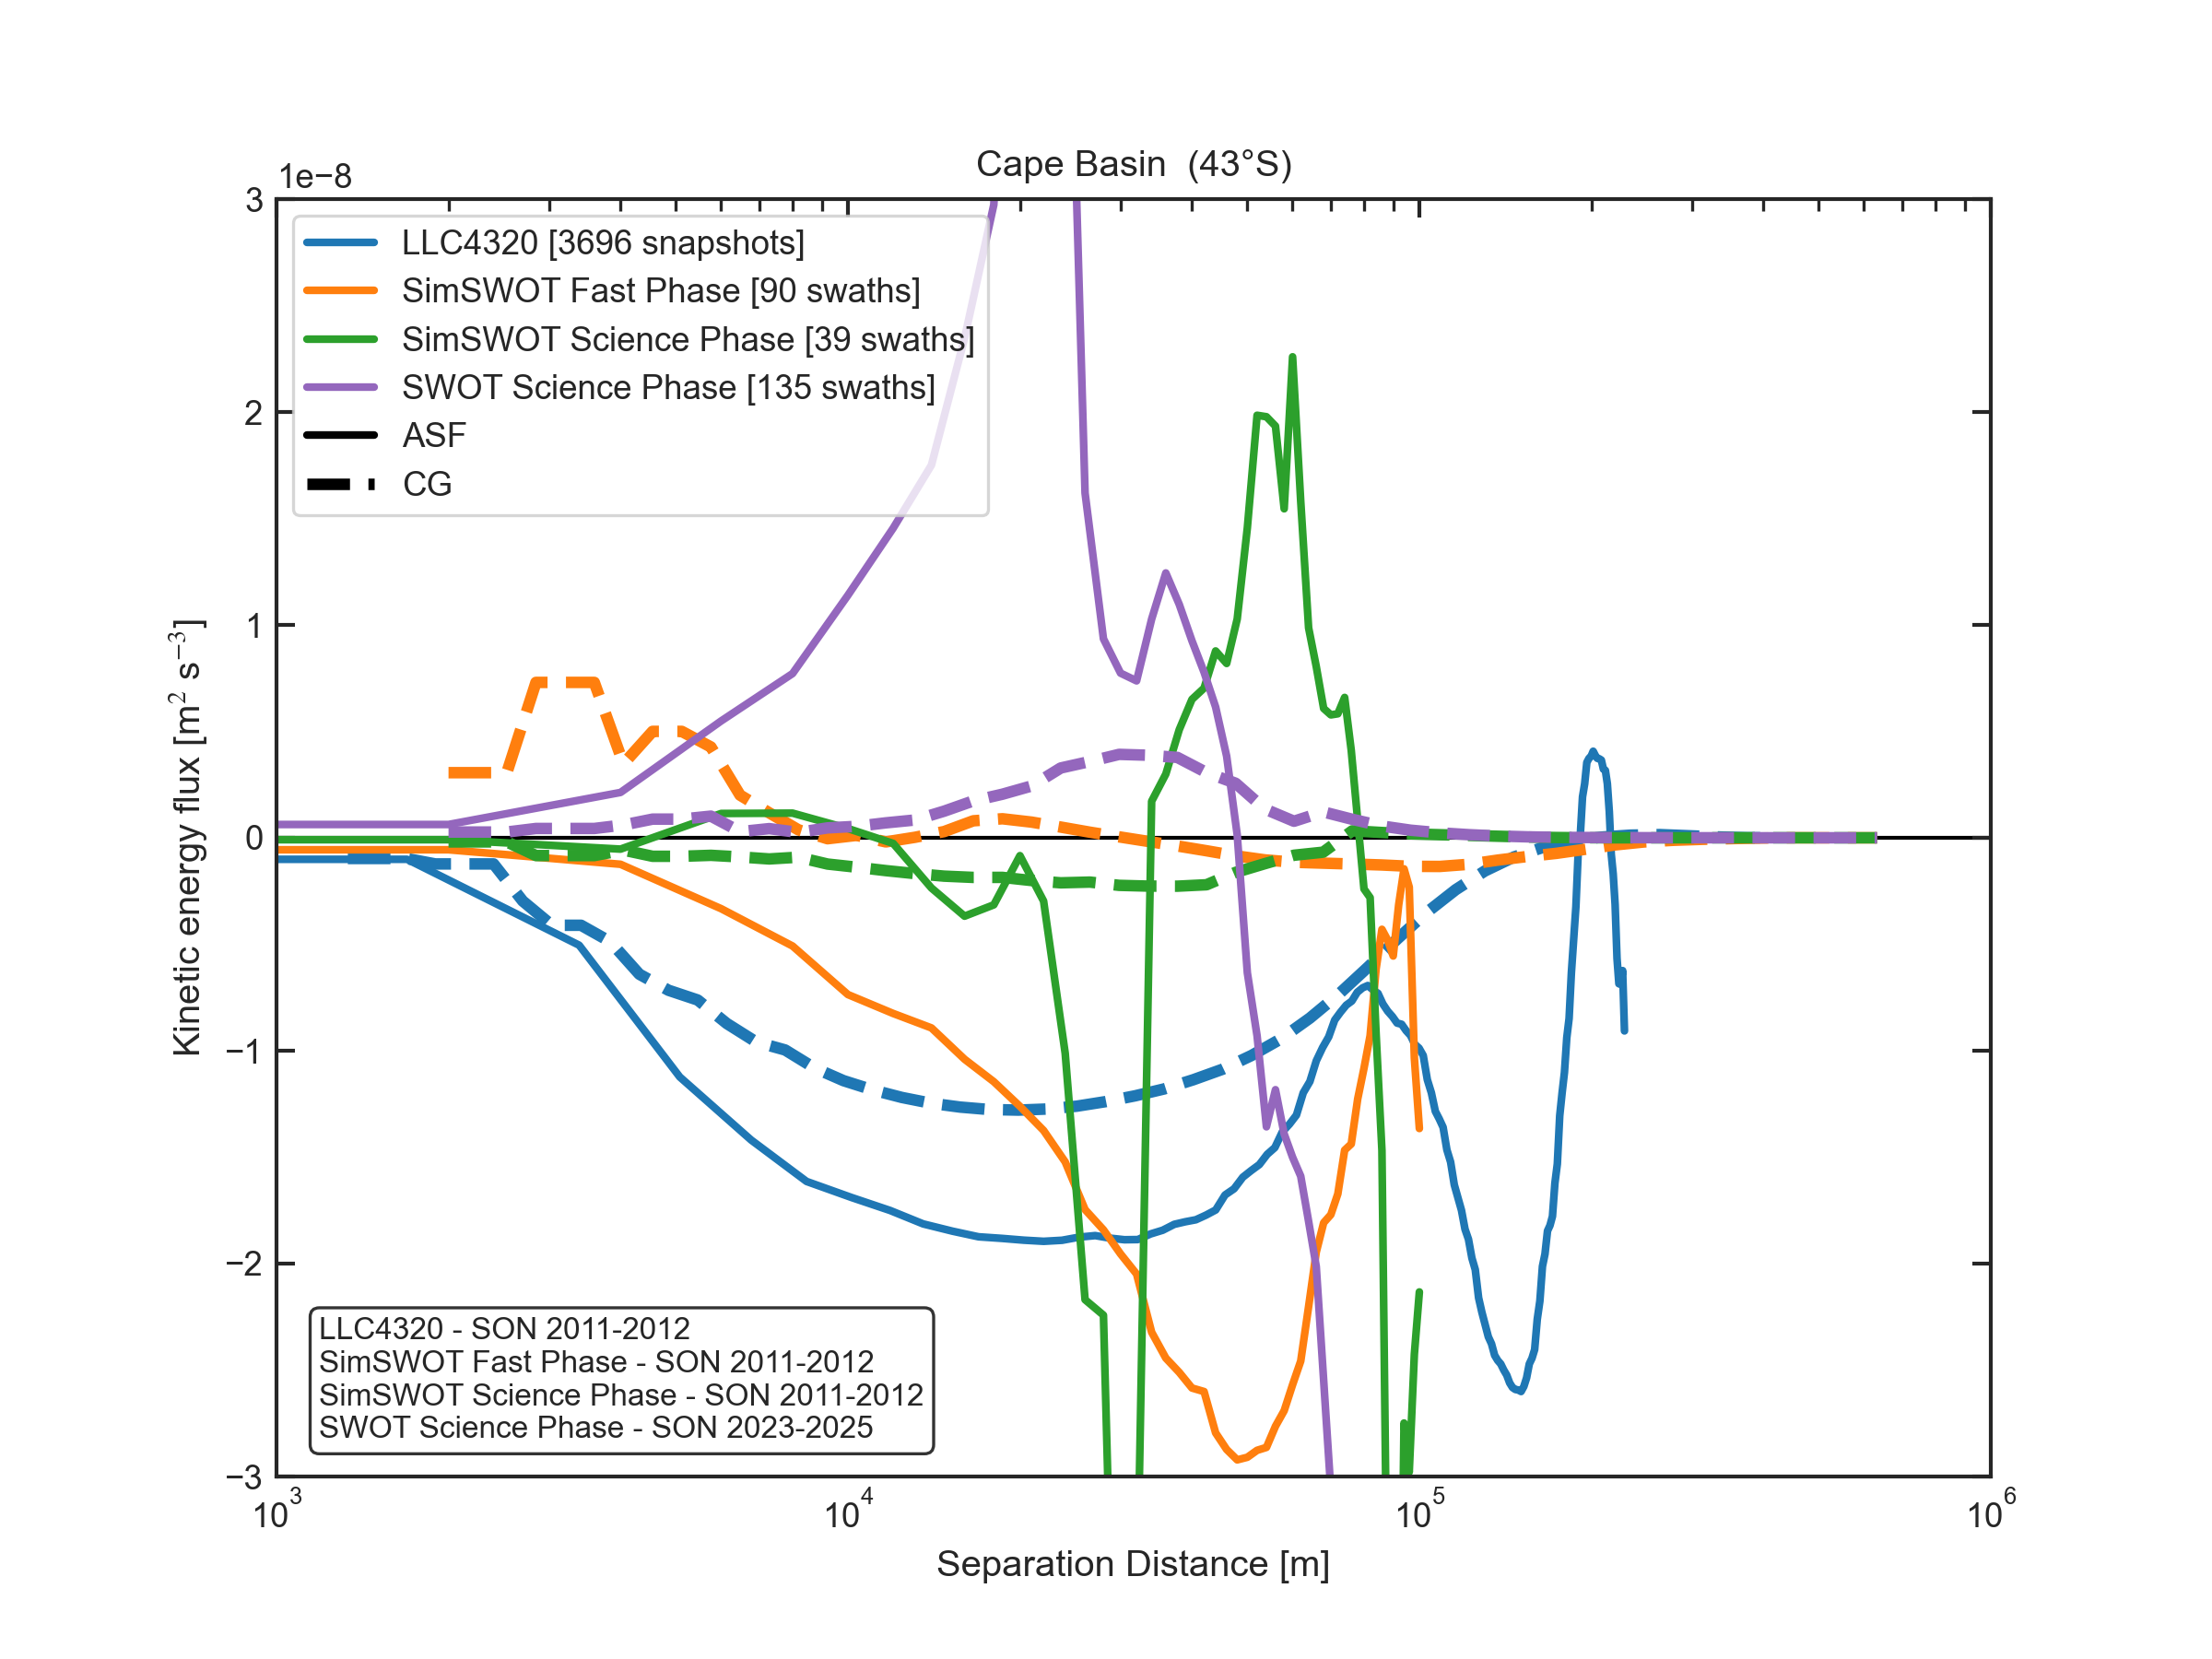 Cape Basin (43°S)
1e−8
3
2
1
0
−1
−2
−3
Kinetic energy flux [m² s⁻³]
LLC4320 [3696 snapshots]
SimSWOT Fast Phase [90 swaths]
SimSWOT Science Phase [39 swaths]
SWOT Science Phase [135 swaths]
ASF
CG
LLC4320 - SON 2011-2012
SimSWOT Fast Phase - SON 2011-2012
SimSWOT Science Phase - SON 2011-2012
SWOT Science Phase - SON 2023-2025
10³ 10⁴ 10⁵ 10⁶
Separation Distance [m]